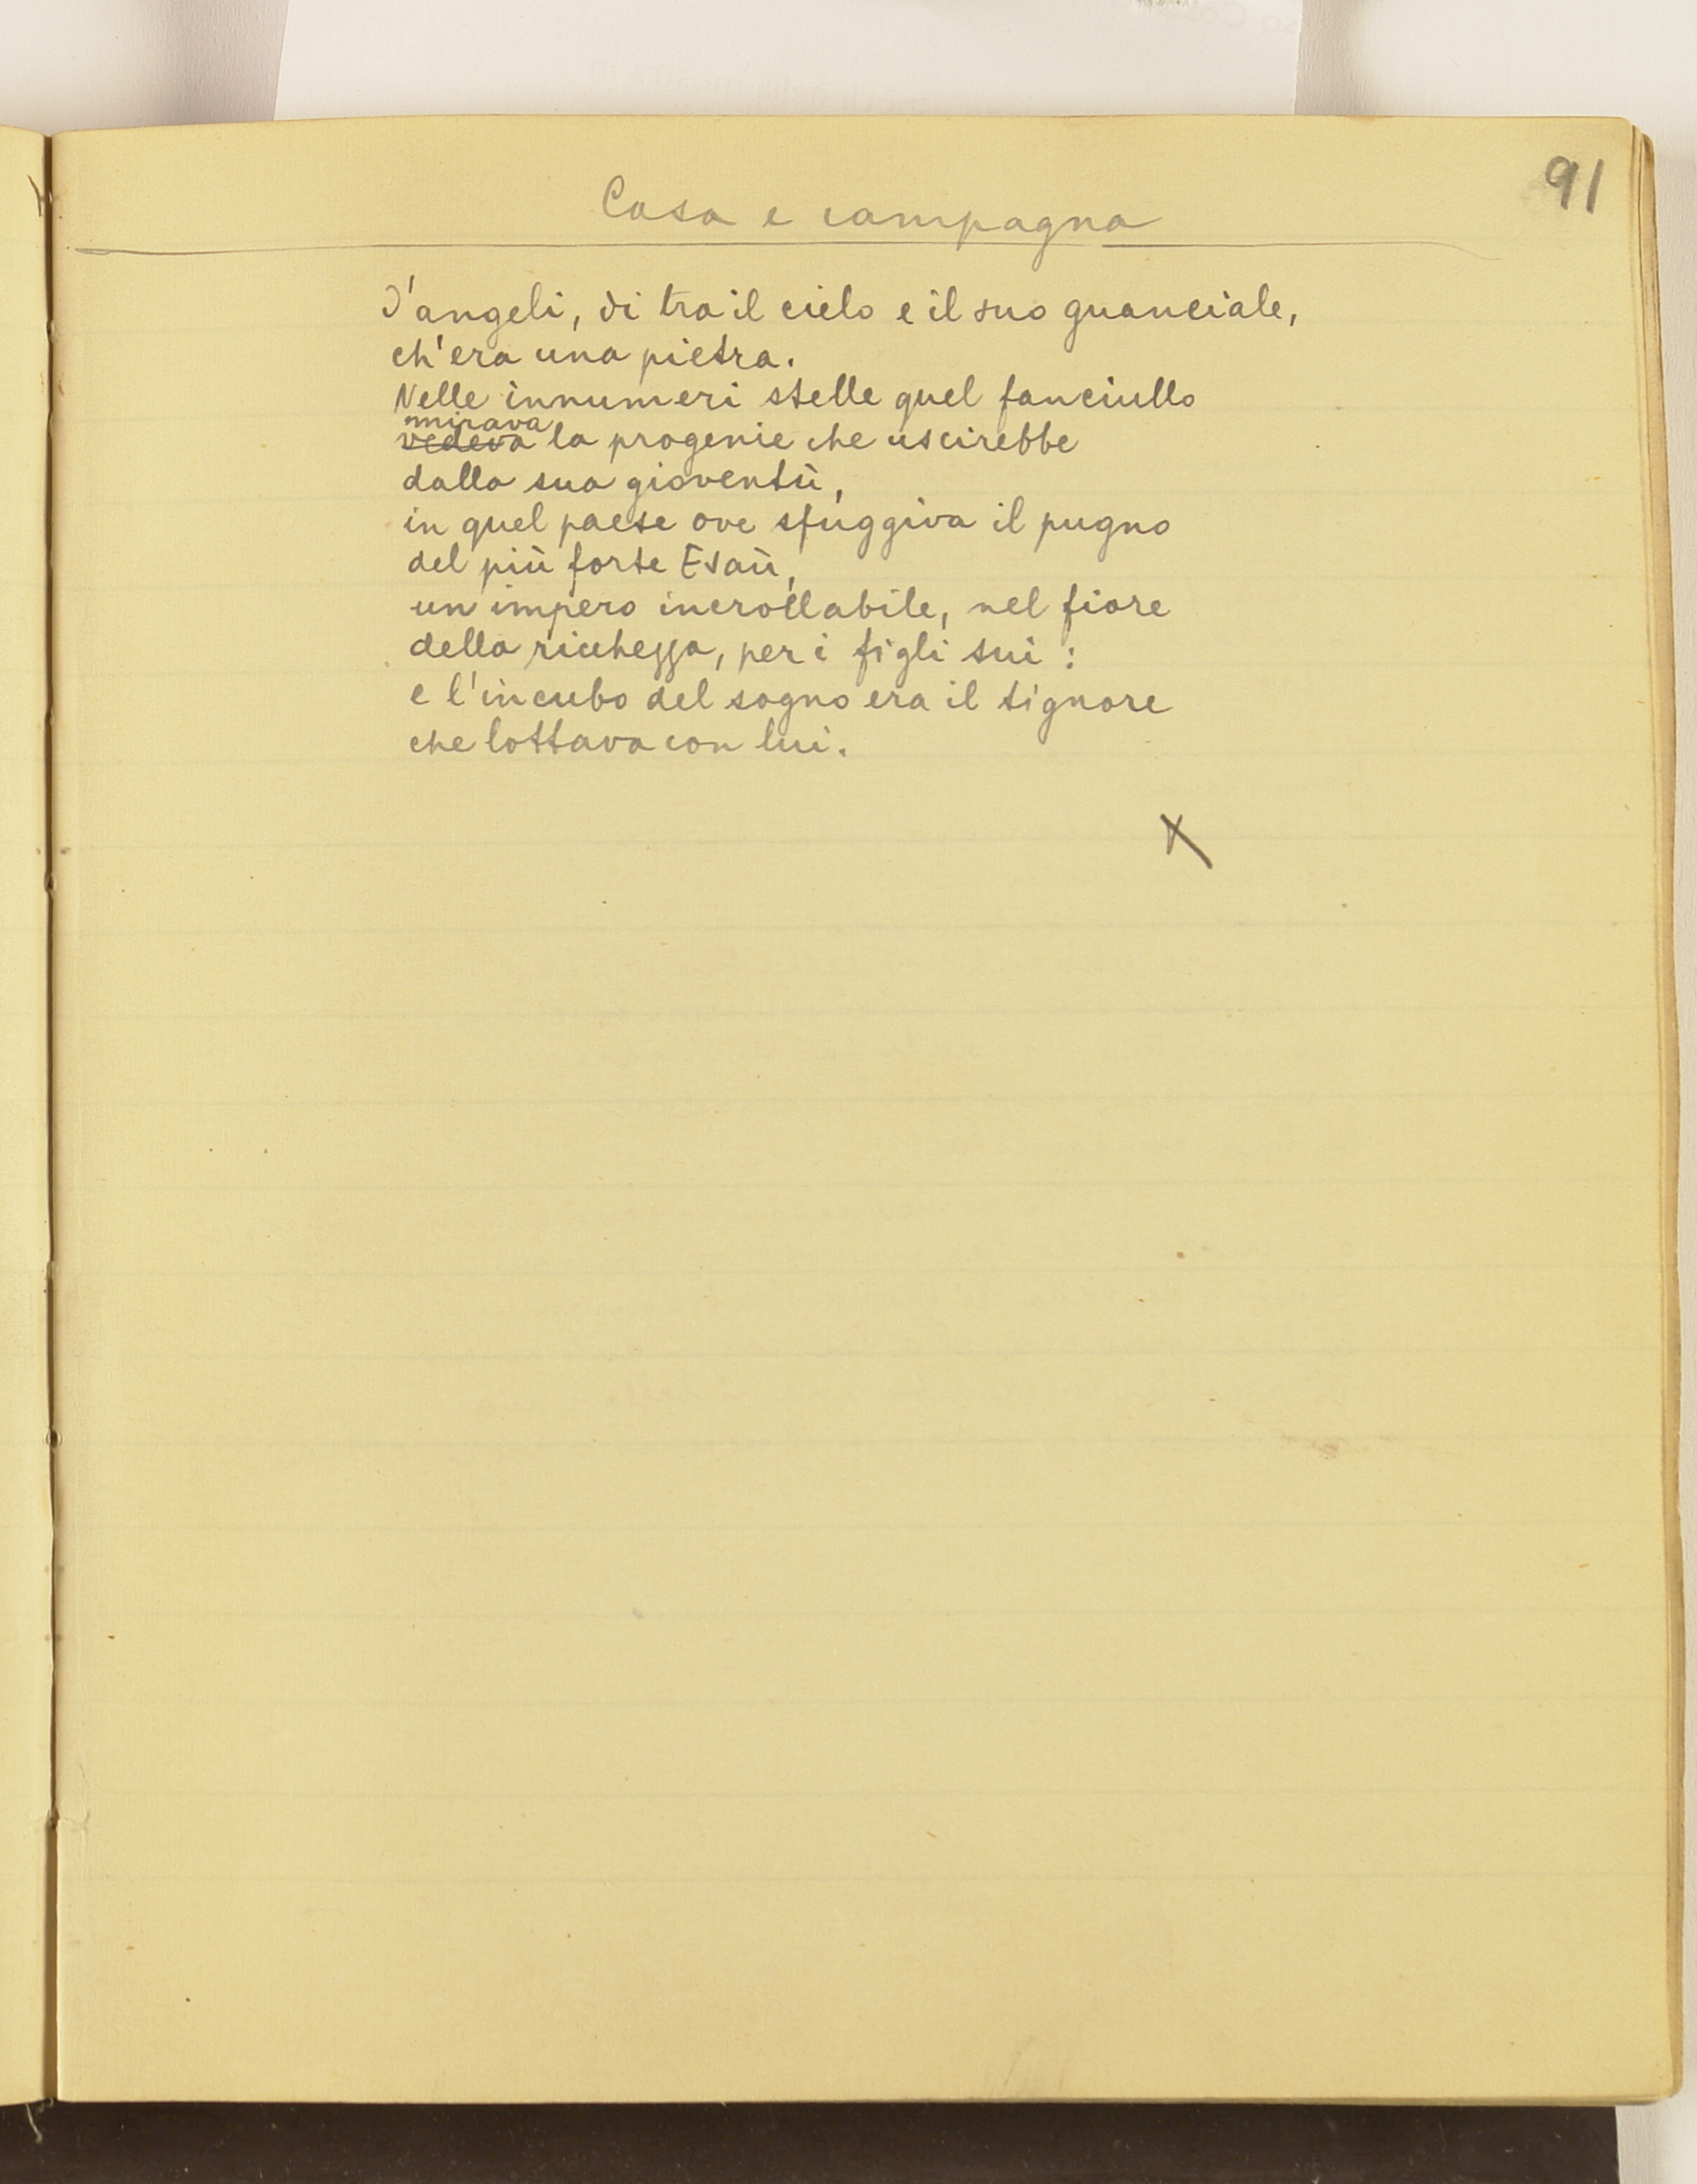 91
Casa e campagna
D'angeli, di tra il cielo e il suo guanciale,
ch'era una pietra.
Nelle innumeri stelle quel fanciullo
mirava
vedeva la progenie che uscirebbe
dalla sua gioventù,
in quel paese ove sfuggiva il pugno
del più forte Esaù,
un impero incrollabile, nel fiore
della ricchezza, per i figli sui:
e l'incubo del sogno era il signore
che lottava con lui.
X